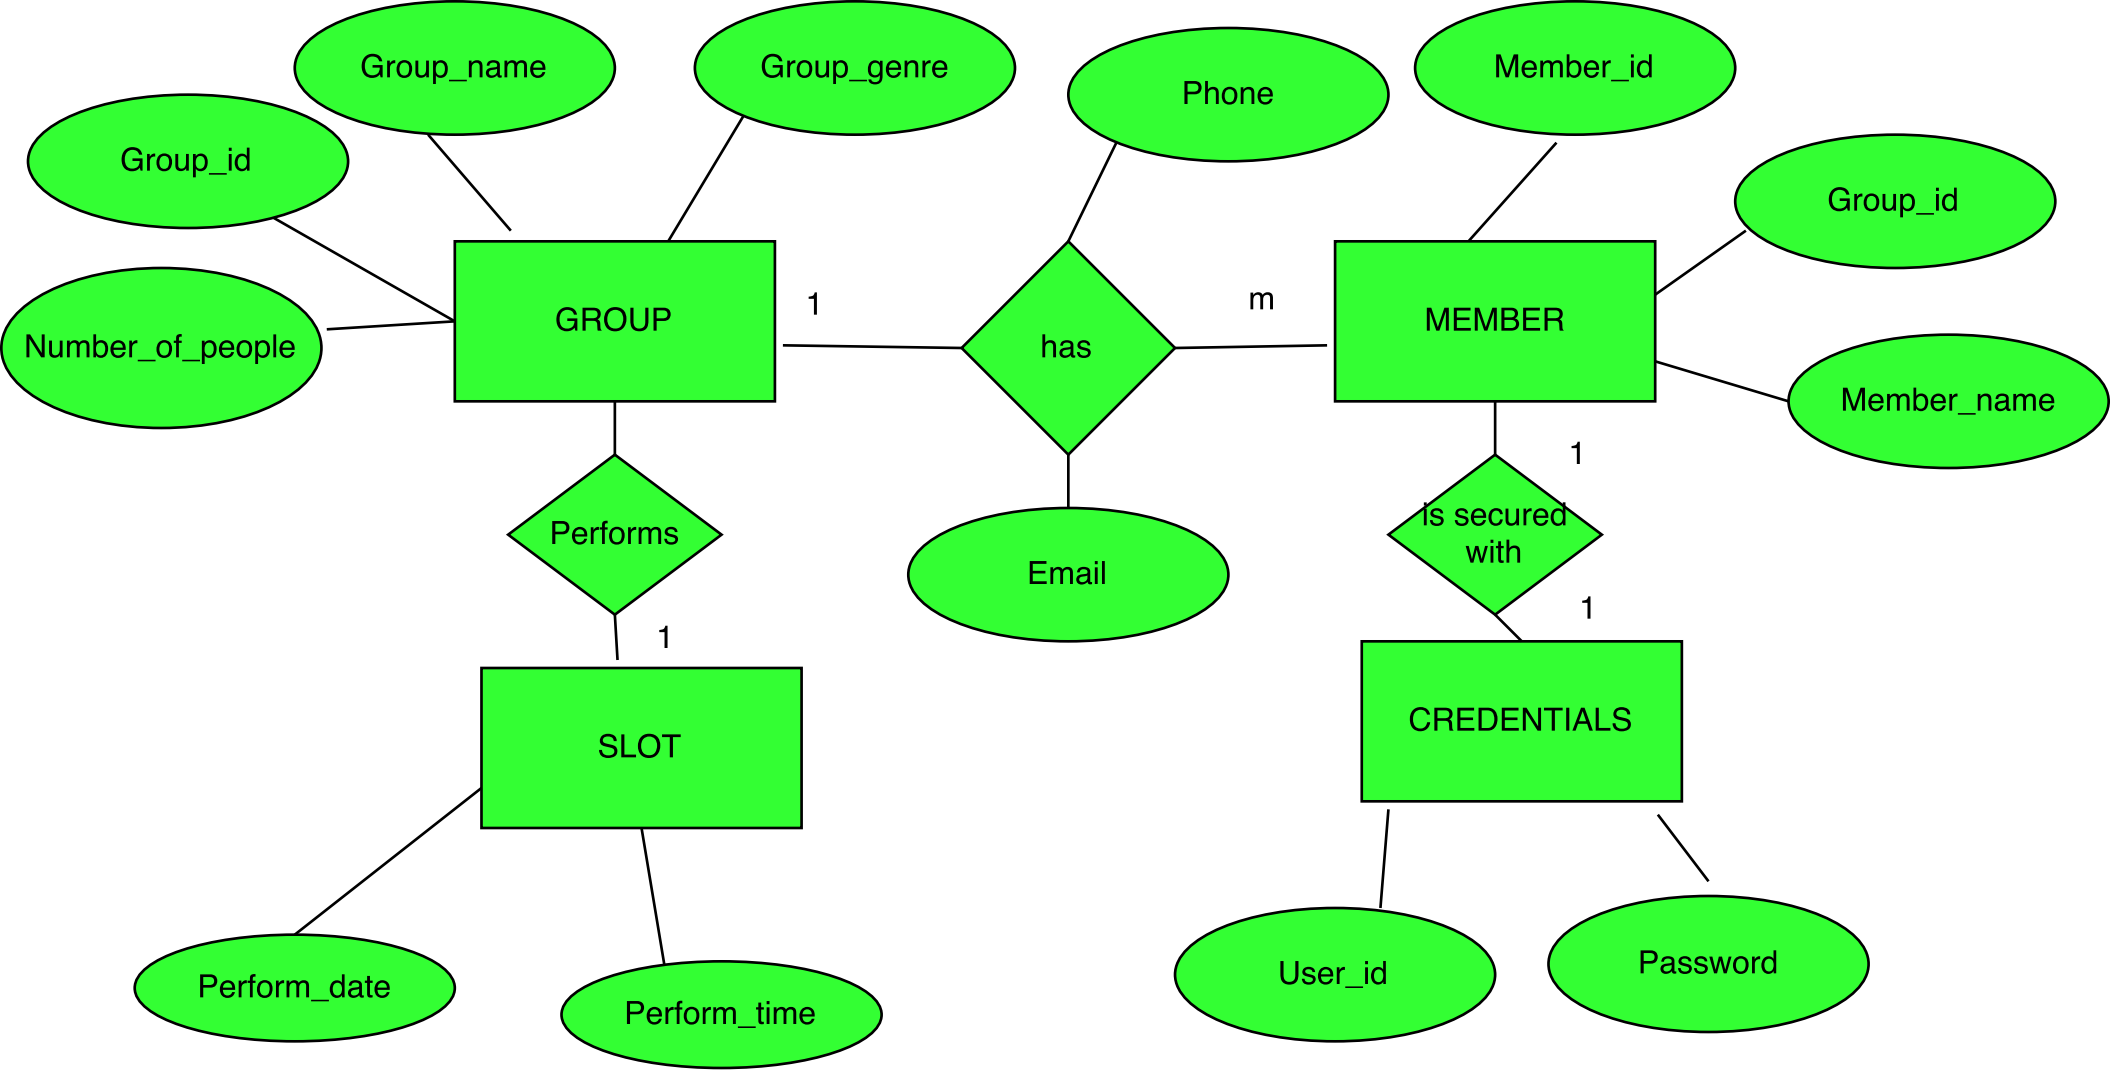 Group_name
Group_genre
Member_id
Phone
Group_id
Group_id
1
m
GROUP
MEMBER
has
Number_of_people
Member_name
1
is secured
with
Performs
Email
1
1
CREDENTIALS
SLOT
Password
User_id
Perform_date
Perform_time